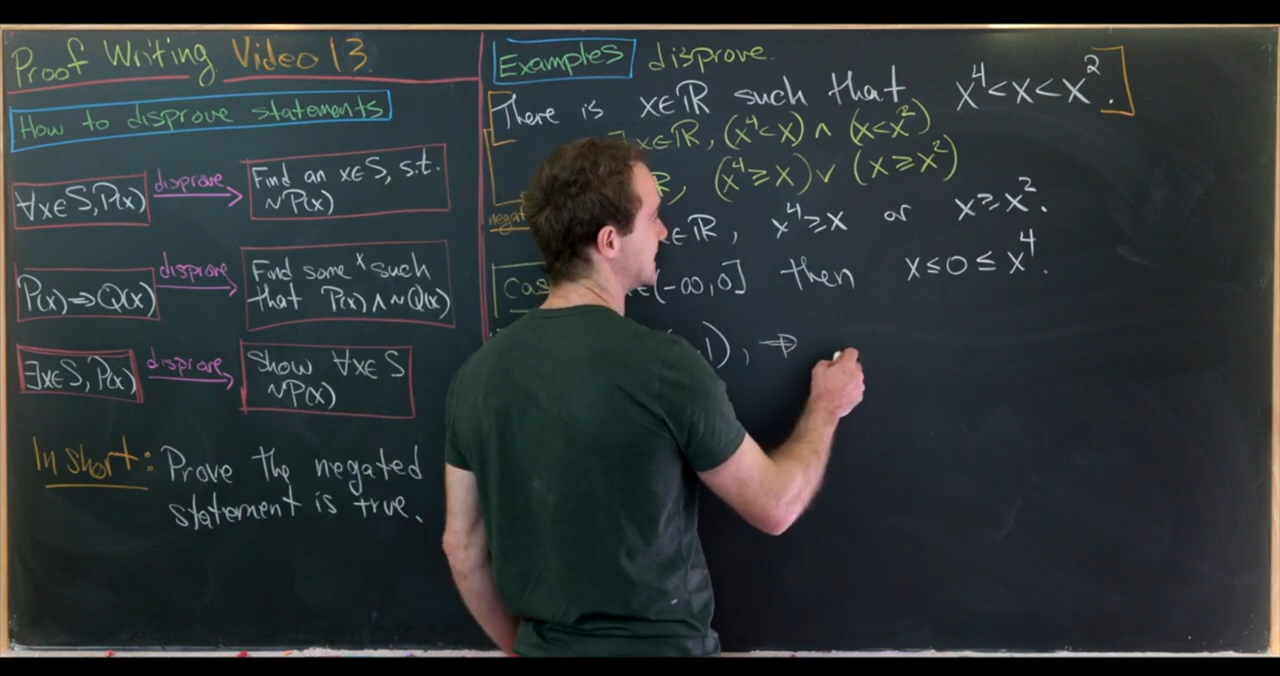 Proof Writing Video 13
How to disprove statements
∀x∈S, P(x)
disprove
Find an x∈S, s.t.
~P(x)
P(x)⇒Q(x)
disprove
Find some x such
that P(x) ∧ ~Q(x)
∃x∈S, P(x)
disprove
Show ∀x∈S
~P(x)
In short: Prove the negated
statement is true.
Examples disprove.
There is x∈ℝ such that x⁴<x<x².
x∈ℝ, (x⁴<x) ∧ (x<x²)
, (x⁴≥x) ∨ (x≥x²)
x∈ℝ, x⁴≥x or x≥x².
(-∞,0] then x≤0≤x⁴.
1),